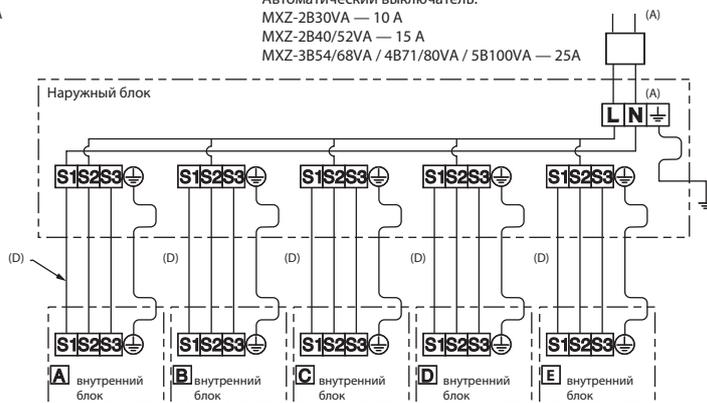 Автоматический выключатель:
MXZ-2B30VA — 10 A
MXZ-2B40/52VA — 15 A
MXZ-3B54/68VA / 4B71/80VA / 5B100VA — 25A
(A)
Наружный блок
(A)
L N
S1 S2 S3 S1 S2 S3 S1 S2 S3 S1 S2 S3 S1 S2 S3
(D) (D) (D) (D) (D)
S1 S2 S3 S1 S2 S3 S1 S2 S3 S1 S2 S3 S1 S2 S3
A внутренний блок
B внутренний блок
C внутренний блок
D внутренний блок
E внутренний блок